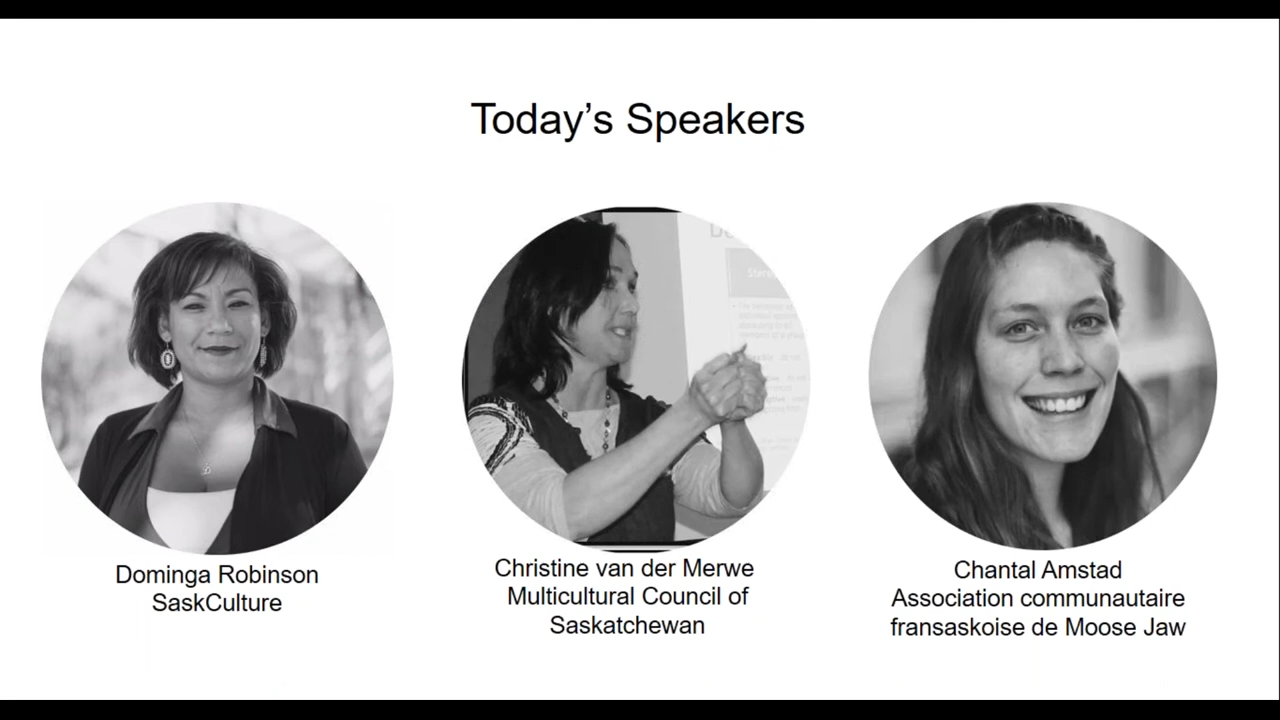 Today’s Speakers
Dominga Robinson
SaskCulture
Christine van der Merwe
Multicultural Council of
Saskatchewan
Chantal Amstad
Association communautaire
fransaskoise de Moose Jaw